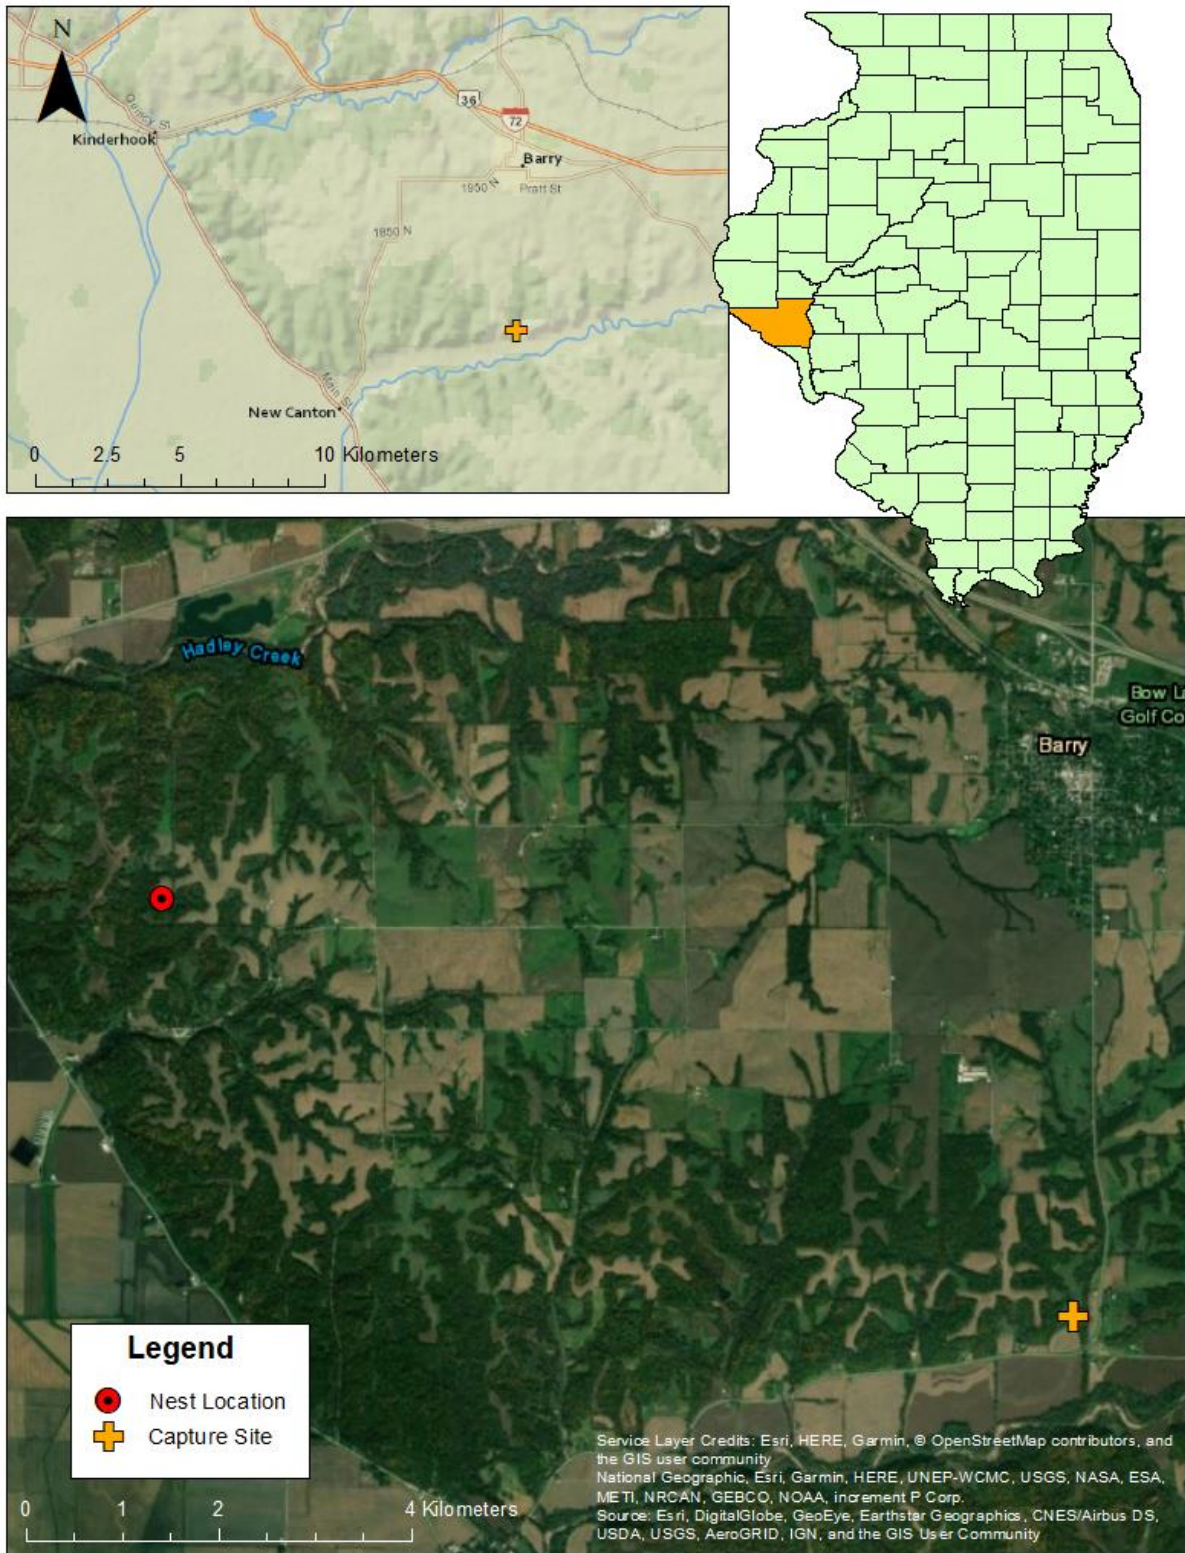 N
Quincy St
Kinderhook
36
72
Barry
1950 N
Pratt St
1850 N
Main St
New Canton
0 2.5 5 10 Kilometers
Hadley Creek
Bow L
Golf Co
Barry
Legend
Nest Location
Capture Site
0 1 2 4 Kilometers
Service Layer Credits: Esri, HERE, Garmin, © OpenStreetMap contributors, and
the GIS user community
National Geographic, Esri, Garmin, HERE, UNEP-WCMC, USGS, NASA, ESA,
METI, NRCAN, GEBCO, NOAA, increment P Corp.
Source: Esri, DigitalGlobe, GeoEye, Earthstar Geographics, CNES/Airbus DS,
USDA, USGS, AeroGRID, IGN, and the GIS User Community